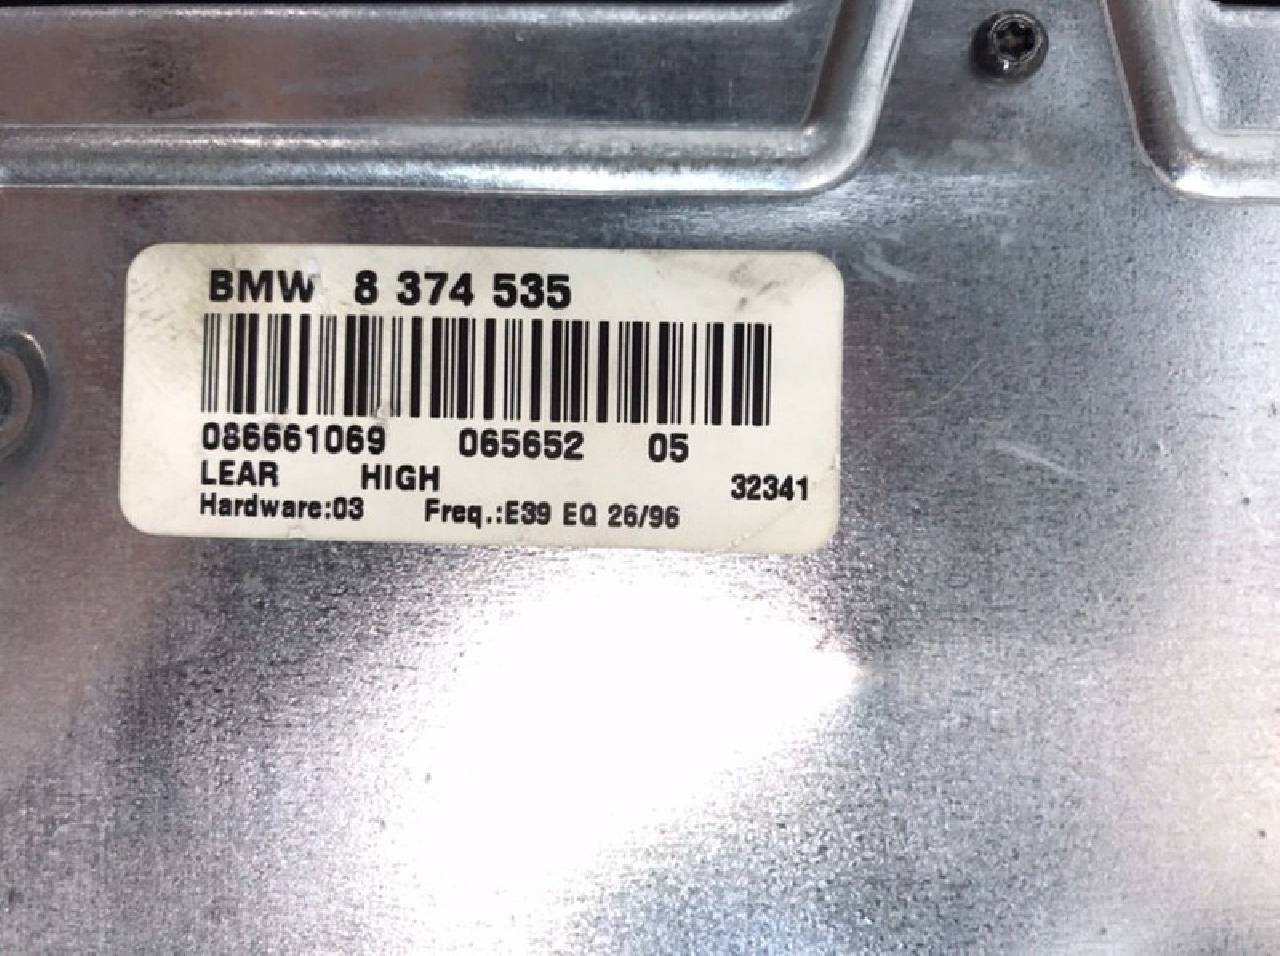 BMW 8 374 535
086661069 065652 05
LEAR HIGH 32341
Hardware:03 Freq.:E39 EQ 26/96